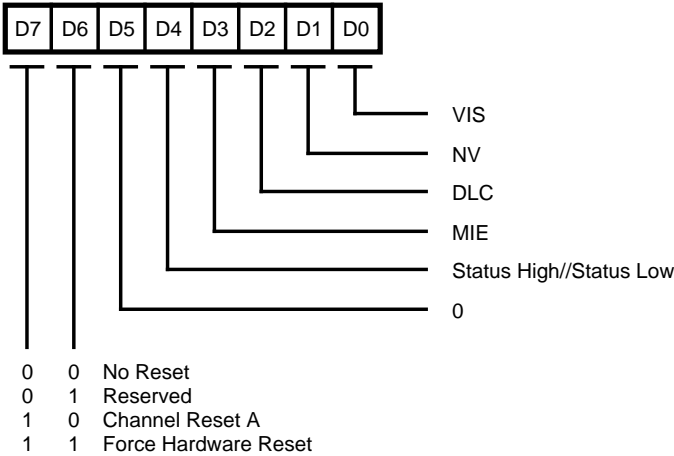 D7 D6 D5 D4 D3 D2 D1 D0
VIS
NV
DLC
MIE
Status High//Status Low
0
0 0 No Reset
0 1 Reserved
1 0 Channel Reset A
1 1 Force Hardware Reset